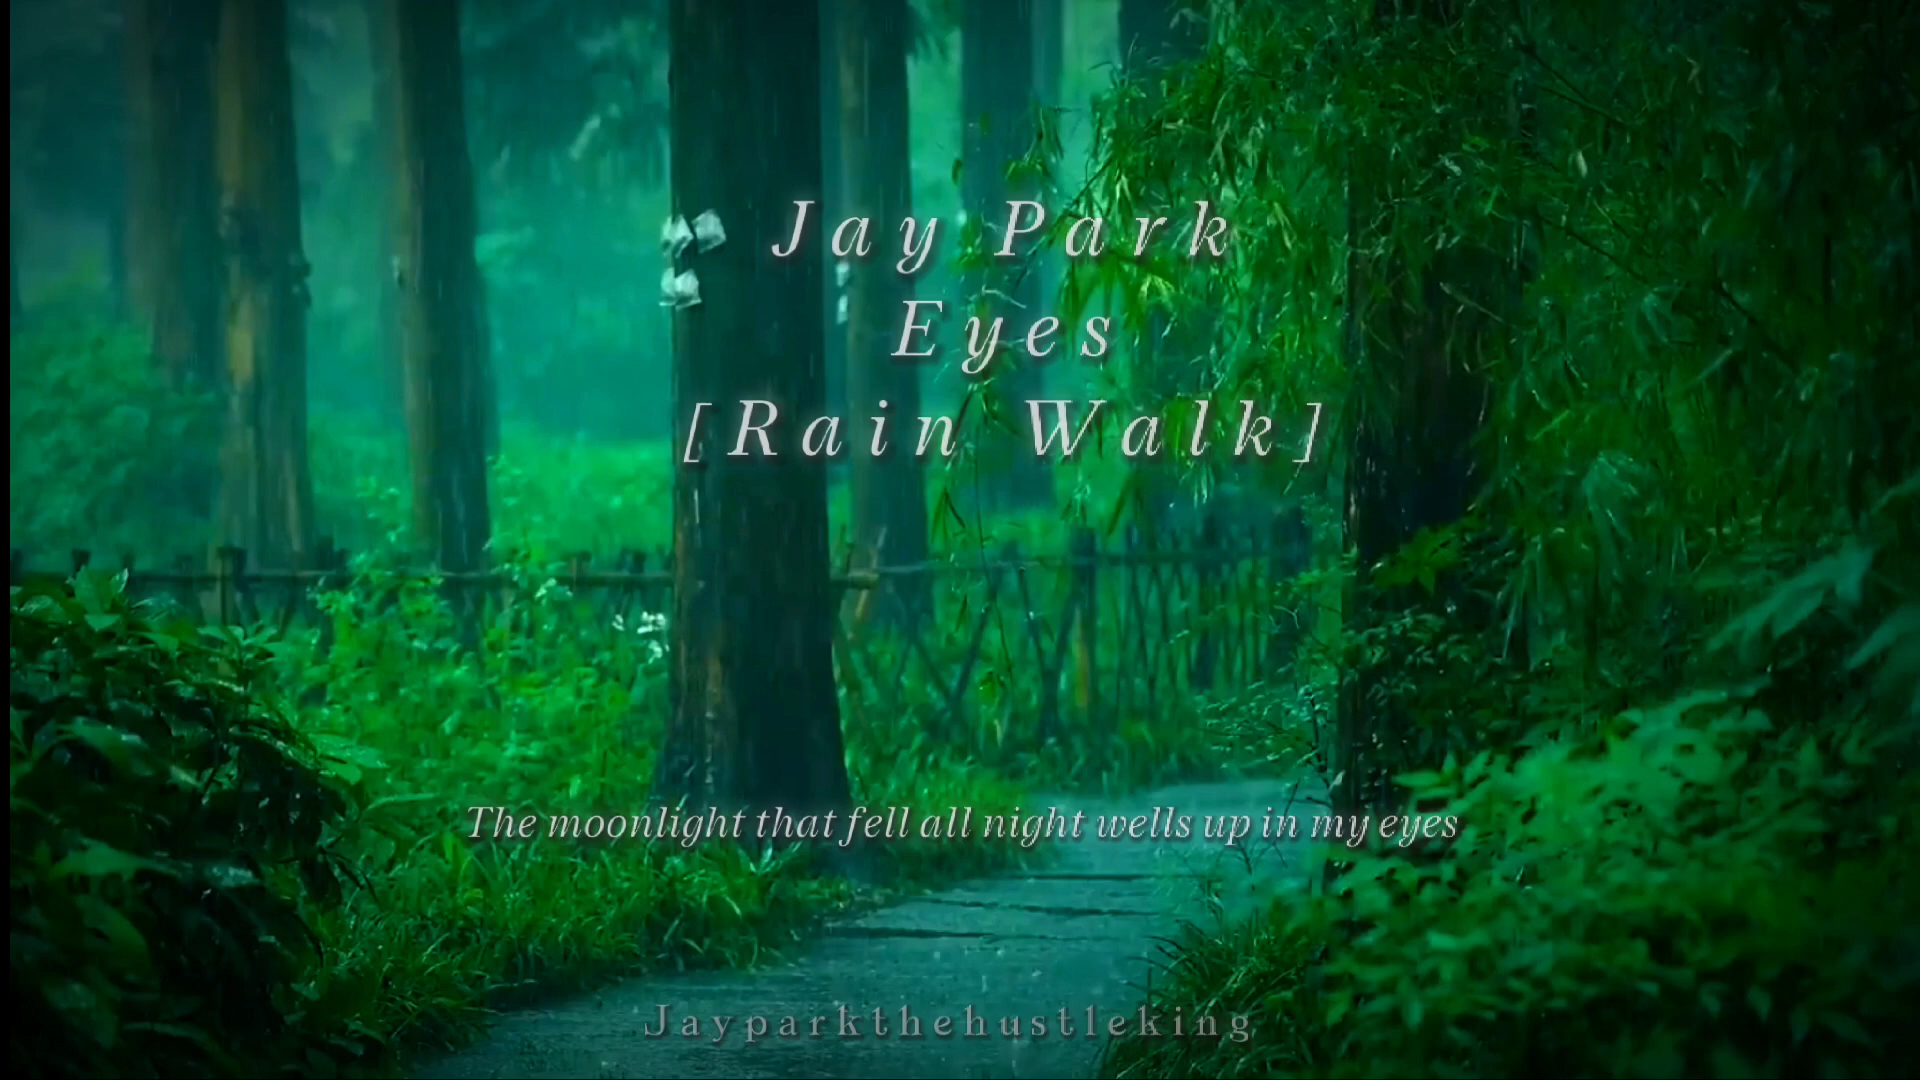 Jay Park
Eyes
[Rain Walk]
The moonlight that fell all night wells up in my eyes
Jayparkthehustleking